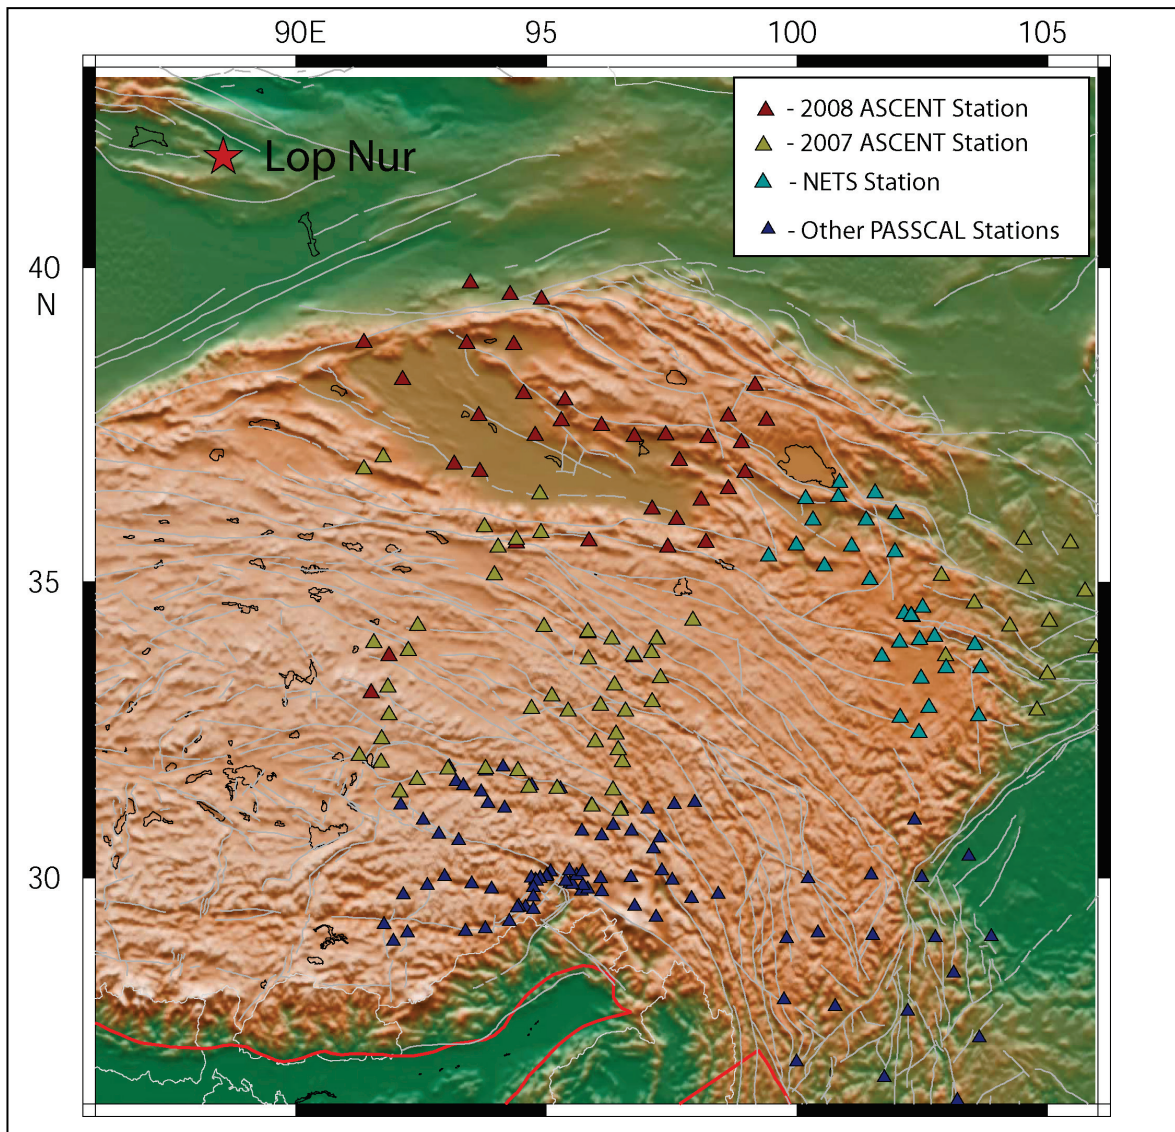 90E 95 100 105
- 2008 ASCENT Station
- 2007 ASCENT Station
- NETS Station
- Other PASSCAL Stations
Lop Nur
40
N
35
30